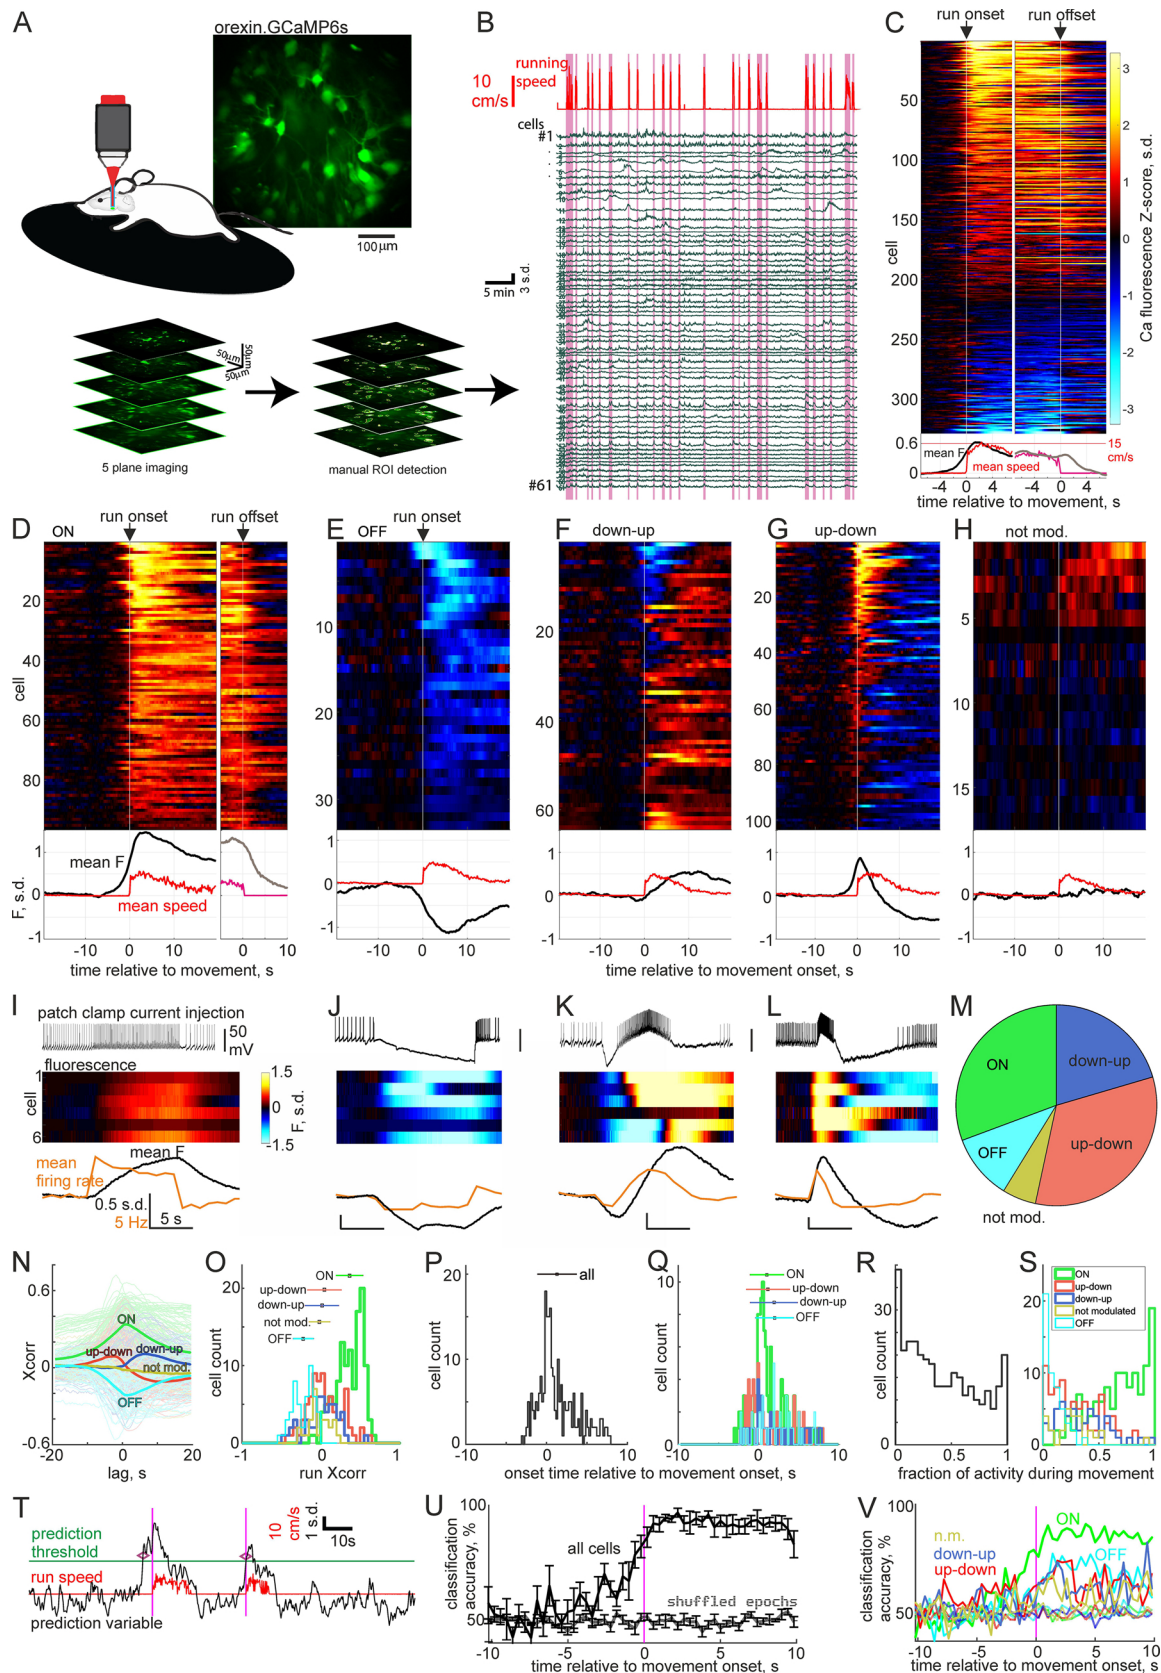 A
orexin.GCaMP6s
100µm
50µm
50µm
50µm
5 plane imaging
manual ROI detection
B
10
cm/s
running
speed
cells
#1
#61
5 min
3 s.d.
C
run onset
run offset
cell
50
100
150
200
250
300
3
2
1
0
-1
-2
-3
Ca fluorescence Z-score, s.d.
0.6
0
mean F
mean speed
15
cm/s
-4 0 4 -4 0 4
time relative to movement, s
D
ON
run onset
run offset
cell
20
40
60
80
mean F
mean speed
F, s.d.
1
0
-1
-10 0 10 0 10
time relative to movement, s
E
OFF
run onset
10
20
30
1
0
-1
-10 0 10
F
down-up
20
40
60
1
0
-1
-10 0 10
time relative to movement onset, s
G
up-down
20
40
60
80
100
1
0
-1
-10 0 10
H
not mod.
5
10
15
1
0
-1
-10 0 10
I
patch clamp current injection
50
mV
fluorescence
cell
1
6
1.5
0
-1.5
F, s.d.
mean F
mean
firing rate
0.5 s.d.
5 Hz
5 s
J
K
L
M
ON
down-up
OFF
up-down
not mod.
N
Xcorr
0.6
0
-0.6
ON
up-down
down-up
not mod.
OFF
-20 0 20
lag, s
O
cell count
20
10
0
ON
up-down
down-up
not mod.
OFF
-1 0 1
run Xcorr
P
cell count
20
10
0
all
-10 0 10
onset time relative to movement onset, s
Q
cell count
10
0
ON
up-down
down-up
OFF
-10 0 10
R
cell count
30
10
0
0 0.5 1
fraction of activity during movement
S
ON
up-down
down-up
not modulated
OFF
20
10
0
0 0.5 1
T
prediction
threshold
run speed
prediction variable
10
cm/s
1 s.d.
10s
U
classification
accuracy, %
100
50
all cells
shuffled epochs
-10 -5 0 5 10
time relative to movement onset, s
V
classification
accuracy, %
100
50
ON
n.m.
down-up
up-down
OFF
-10 -5 0 5 10
time relative to movement onset, s